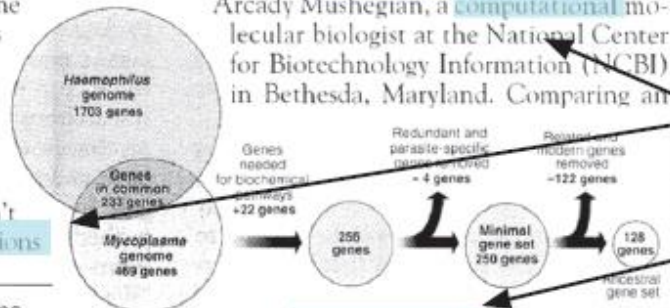 ne
Arcady Mushegian, a computational mo-
lecular biologist at the National Center
for Biotechnology Information (NCBI)
in Bethesda, Maryland. Comparing an
Haemophilus
genome
1703 genes
Genes
in common
233 genes
Mycoplasma
genome
469 genes
Genes
needed
for biochemical
pathways
+22 genes
256
genes
Redundant and
parasite-specific
genes removed
– 4 genes
Minimal
gene set
250 genes
Related and
modern genes
removed
–122 genes
128
genes
Ancestral
gene set
't
ions